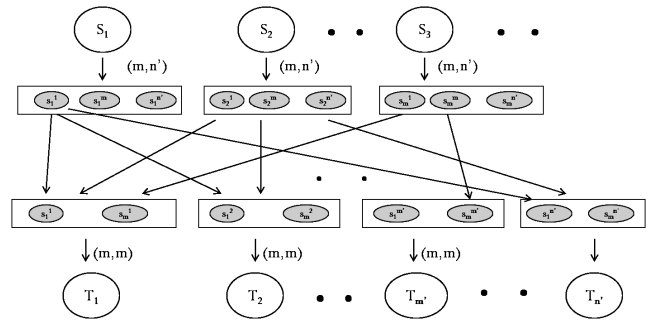 S1 S2 S3
(m,n') (m,n') (m,n')
s1^1 s1^m s1^n' s2^1 s2^m s2^n' sm^1 sm^m sm^n'
s1^1 sm^1 s1^2 sm^2 s1^m' sm^m' s1^n' sm^n'
(m,m) (m,m) (m,m)
T1 T2 Tm' Tn'